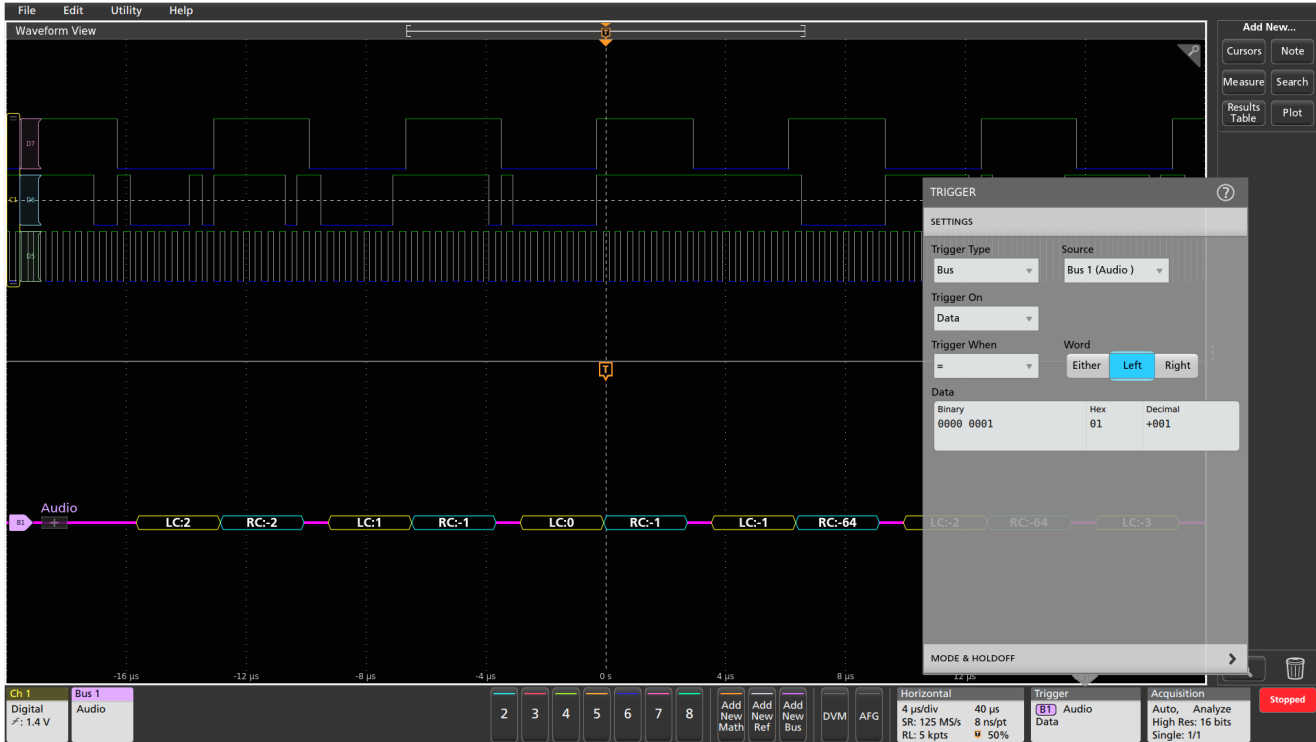 File Edit Utility Help
Waveform View
T
Add New...
Cursors Note
Measure Search
Results Table Plot
D7
C1 D6
D5
TRIGGER ?
SETTINGS
Trigger Type Source
Bus Bus 1 (Audio )
Trigger On
Data
Trigger When Word
= Either Left Right
Data
Binary Hex Decimal
0000 0001 01 +001
T
Audio
B1 + LC:2 RC:-2 LC:1 RC:-1 LC:0 RC:-1 LC:-1 RC:-64 LC:-2 RC:-64 LC:-3
MODE & HOLDOFF
-16 µs -12 µs -8 µs -4 µs 0 s 4 µs 8 µs 12 µs
Ch 1
Digital
: 1.4 V
Bus 1
Audio
2 3 4 5 6 7 8
Add New Math
Add New Ref
Add New Bus
DVM AFG
Horizontal
4 µs/div 40 µs
SR: 125 MS/s 8 ns/pt
RL: 5 kpts 50%
Trigger
B1 Audio
Data
Acquisition
Auto, Analyze
High Res: 16 bits
Single: 1/1
Stopped